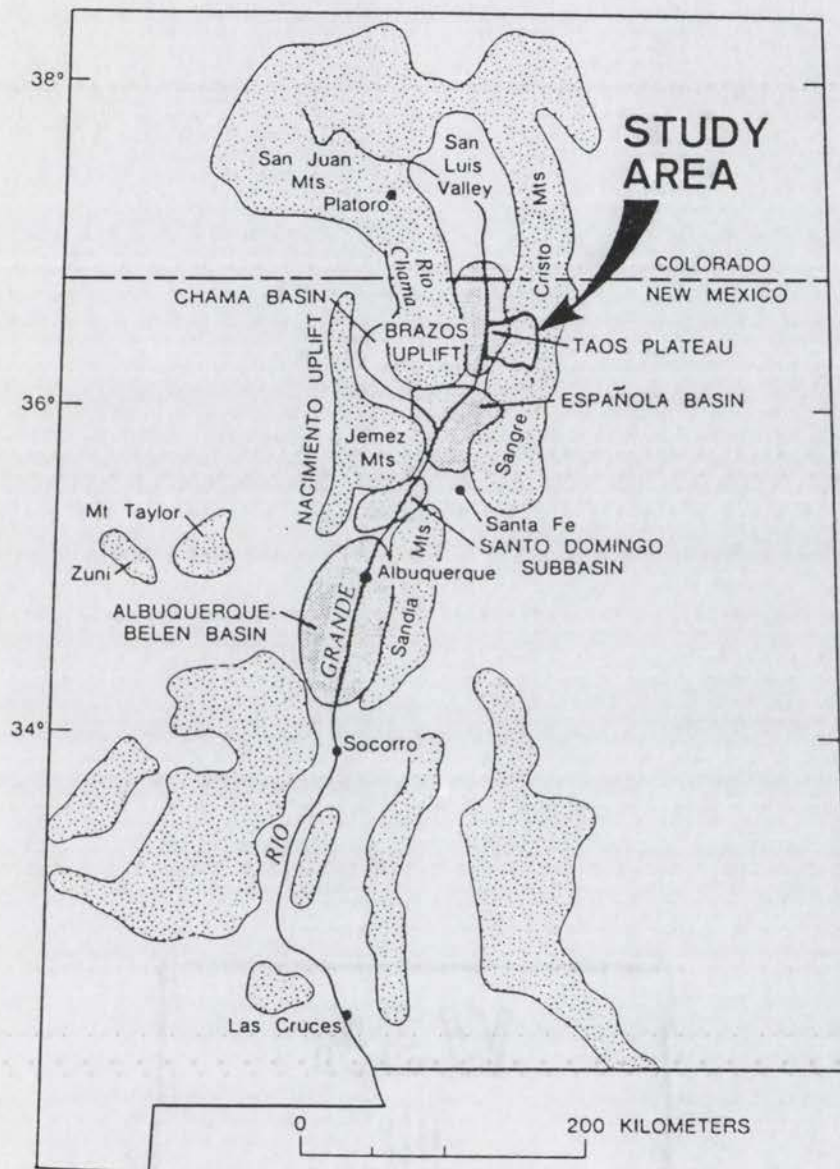 38°
STUDY
AREA
San Juan
Mts
Platoro
San
Luis
Valley
Mts
Cristo
Sangre
Rio
Chama
COLORADO
NEW MEXICO
CHAMA BASIN
BRAZOS
UPLIFT
TAOS PLATEAU
NACIMIENTO UPLIFT
36°
ESPAÑOLA BASIN
Jemez
Mts
Mt Taylor
Zuni
Santa Fe
SANTO DOMINGO
SUBBASIN
Mts
Sandia
Albuquerque
ALBUQUERQUE-
BELEN BASIN
GRANDE
RIO
34°
Socorro
Las Cruces
0
200 KILOMETERS